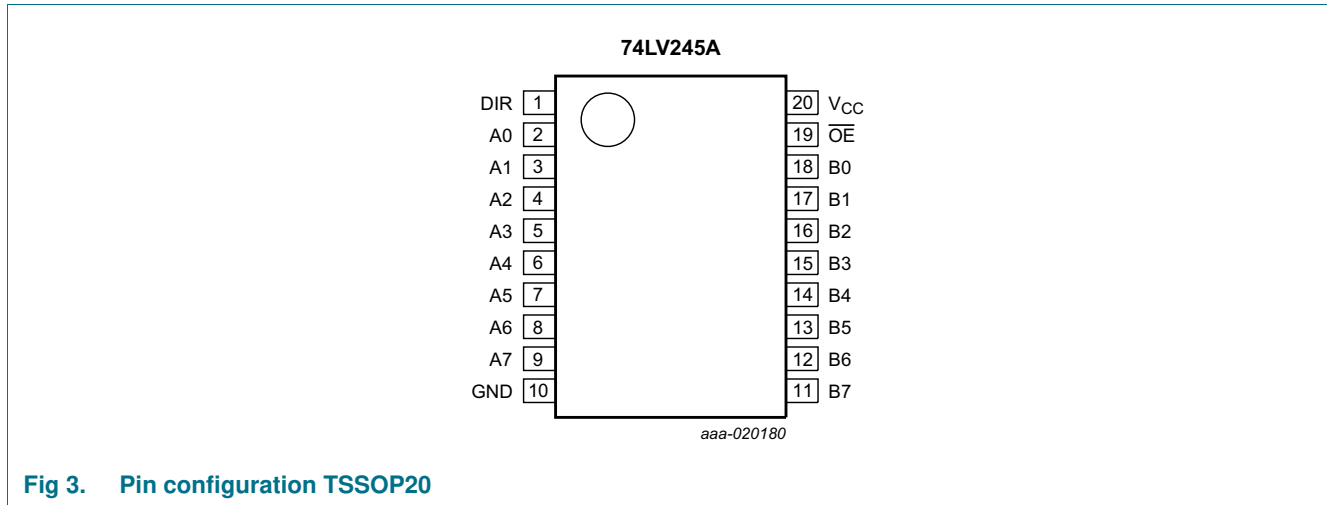 74LV245A
DIR 1 20 VCC
A0 2 19 O̅E̅
A1 3 18 B0
A2 4 17 B1
A3 5 16 B2
A4 6 15 B3
A5 7 14 B4
A6 8 13 B5
A7 9 12 B6
GND 10 11 B7
aaa-020180
Fig 3. Pin configuration TSSOP20